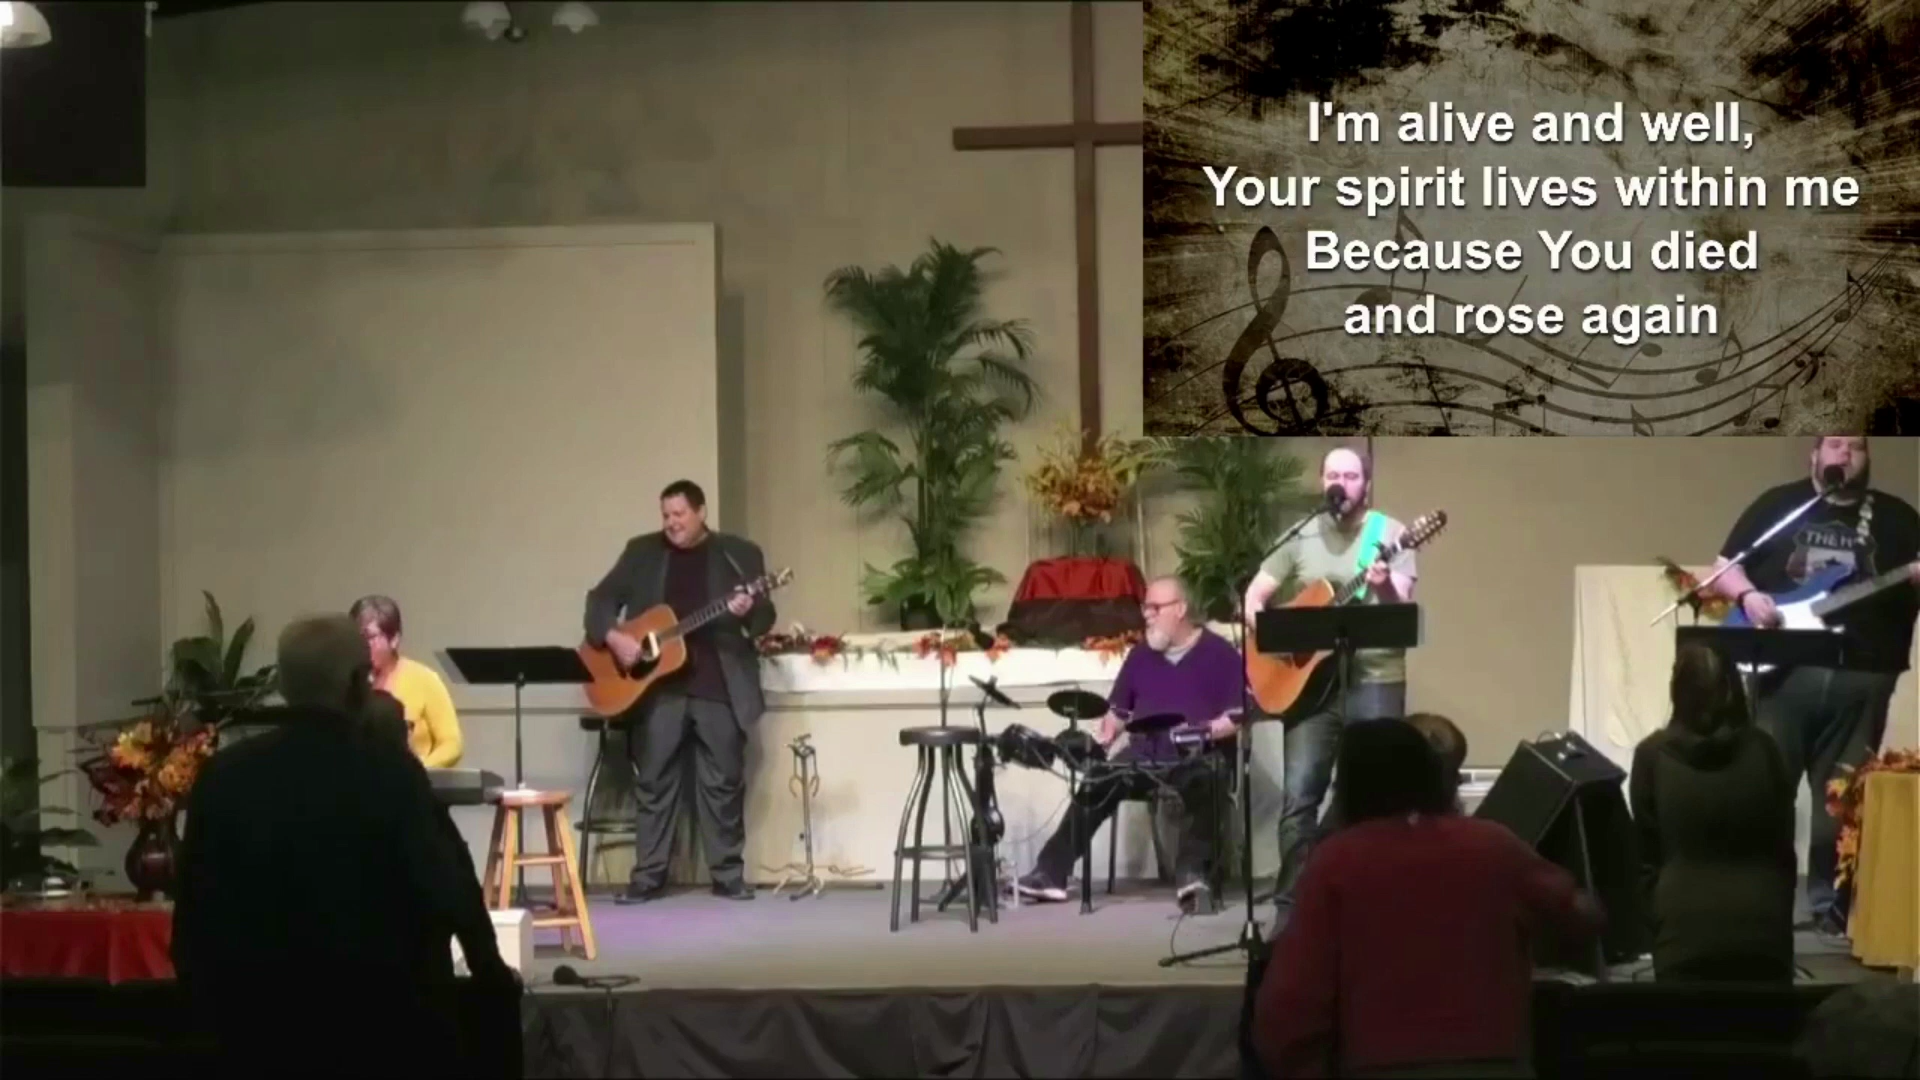 I'm alive and well,
Your spirit lives within me
Because You died
and rose again